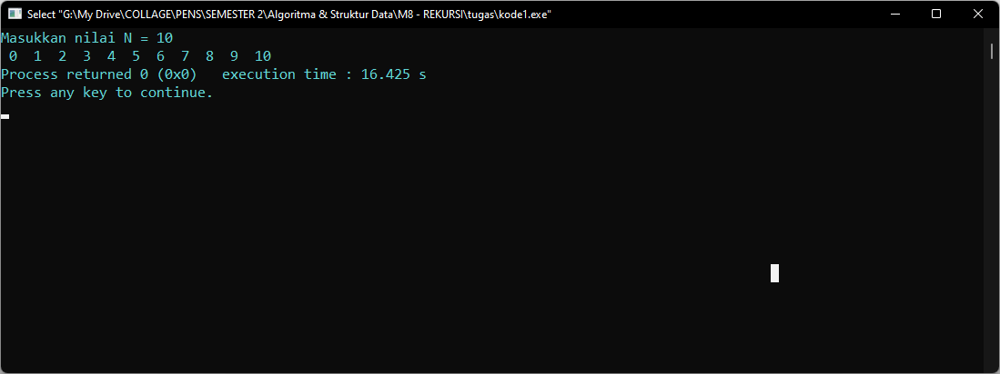 Select "G:\My Drive\COLLAGE\PENS\SEMESTER 2\Algoritma & Struktur Data\M8 - REKURSI\tugas\kode1.exe"
Masukkan nilai N = 10
 0  1  2  3  4  5  6  7  8  9  10
Process returned 0 (0x0)   execution time : 16.425 s
Press any key to continue.